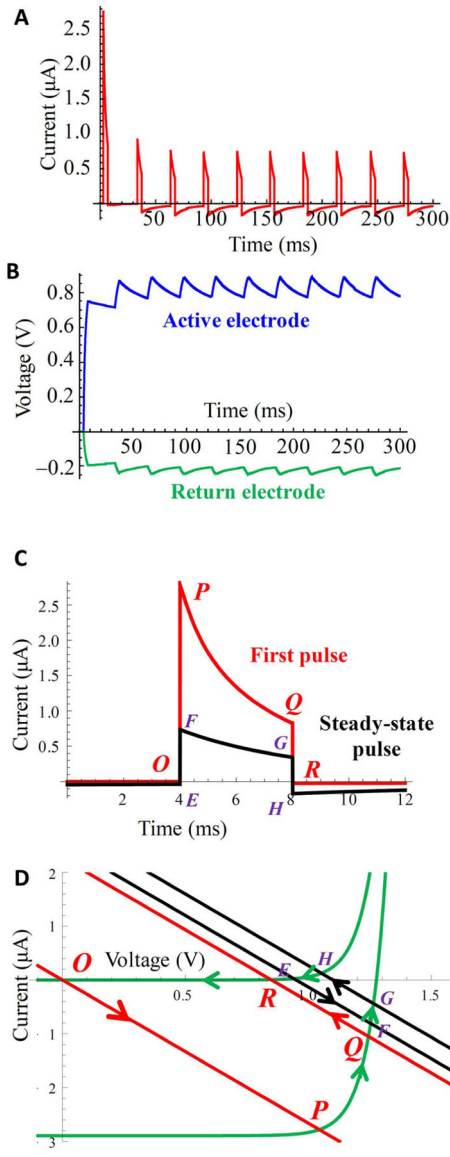 A
Current (µA)
2.5
2.0
1.5
1.0
0.5
50 100 150 200 250 300
Time (ms)
B
Voltage (V)
0.8
0.6
0.4
0.2
−0.2
Active electrode
Time (ms)
50 100 150 200 250 300
Return electrode
C
Current (µA)
2.5
2.0
1.5
1.0
0.5
P
First pulse
Q
F
Steady-state
pulse
G
O
R
E
H
2 4 6 8 10 12
Time (ms)
D
Current (µA)
2
1
0
1
2
3
O
Voltage (V)
E
H
0.5 1.0 1.5
R
G
F
Q
P